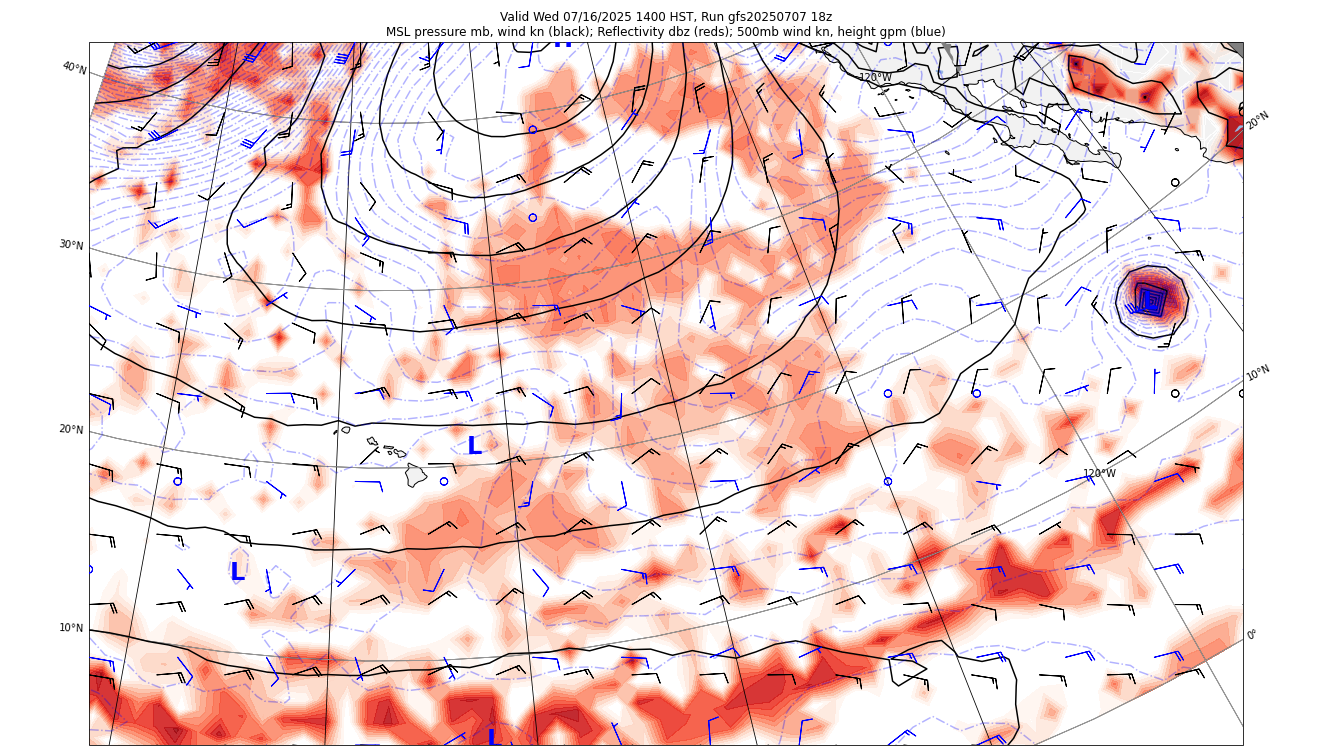 Valid Wed 07/16/2025 1400 HST, Run gfs20250707 18z
MSL pressure mb, wind kn (black); Reflectivity dbz (reds); 500mb wind kn, height gpm (blue)
H
40°N
120°W
20°N
30°N
10°N
20°N
L
120°W
L
10°N
0°
L